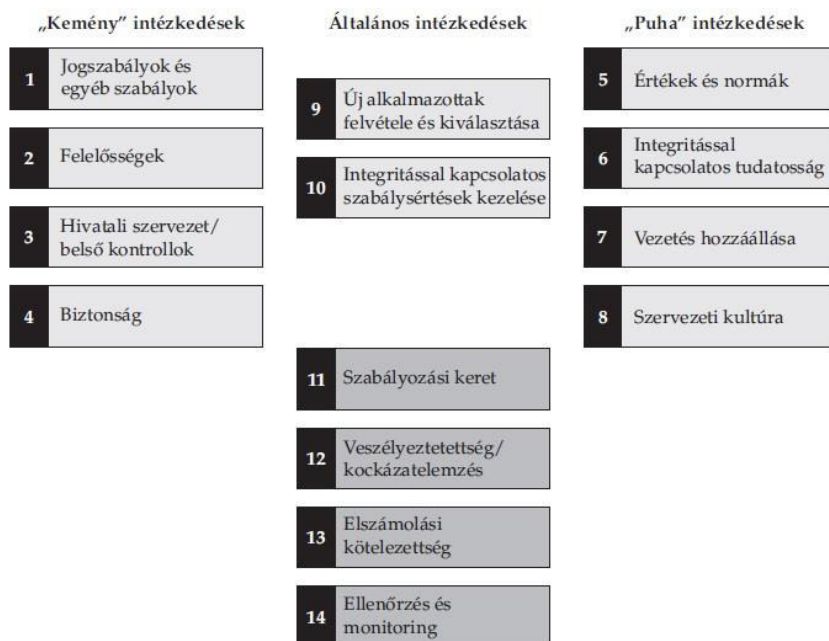 „Kemény” intézkedések
1 Jogszabályok és
egyéb szabályok
2 Felelősségek
3 Hivatali szervezet/
belső kontrollok
4 Biztonság
Általános intézkedések
9 Új alkalmazottak
felvétele és kiválasztása
10 Integritással kapcsolatos
szabálysértések kezelése
11 Szabályozási keret
12 Veszélyeztetettség/
kockázatelemzés
13 Elszámolási
kötelezettség
14 Ellenőrzés és
monitoring
„Puha” intézkedések
5 Értékek és normák
6 Integritással
kapcsolatos tudatosság
7 Vezetés hozzáállása
8 Szervezeti kultúra